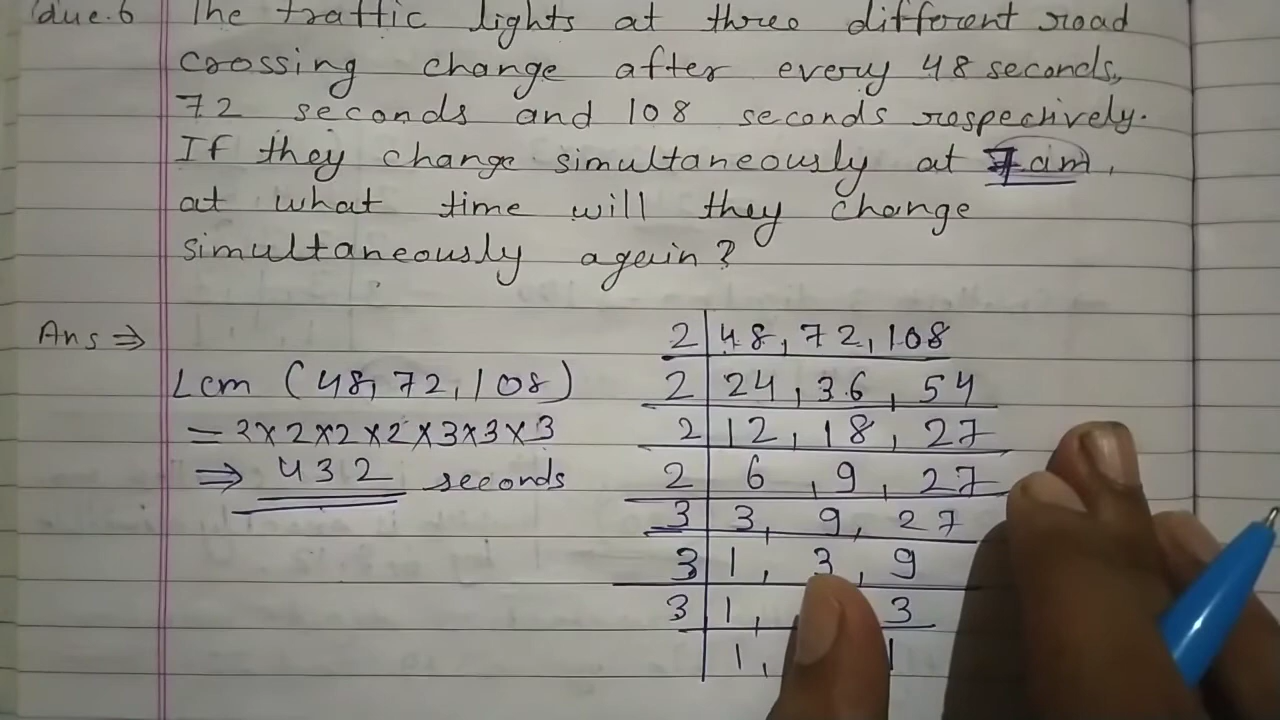 Que.6 The traffic lights at three different road
crossing change after every 48 seconds,
72 seconds and 108 seconds respectively.
If they change simultaneously at 7am,
at what time will they change
simultaneously again?
Ans ⇒
Lcm (48, 72, 108)
= 2×2×2×2×3×3×3
⇒ 432 seconds
2 | 48, 72, 108
2 | 24, 36, 54
2 | 12, 18, 27
2 | 6, 9, 27
3 | 3, 9, 27
3 | 1, 3, 9
3 | 1, 3
1, 1